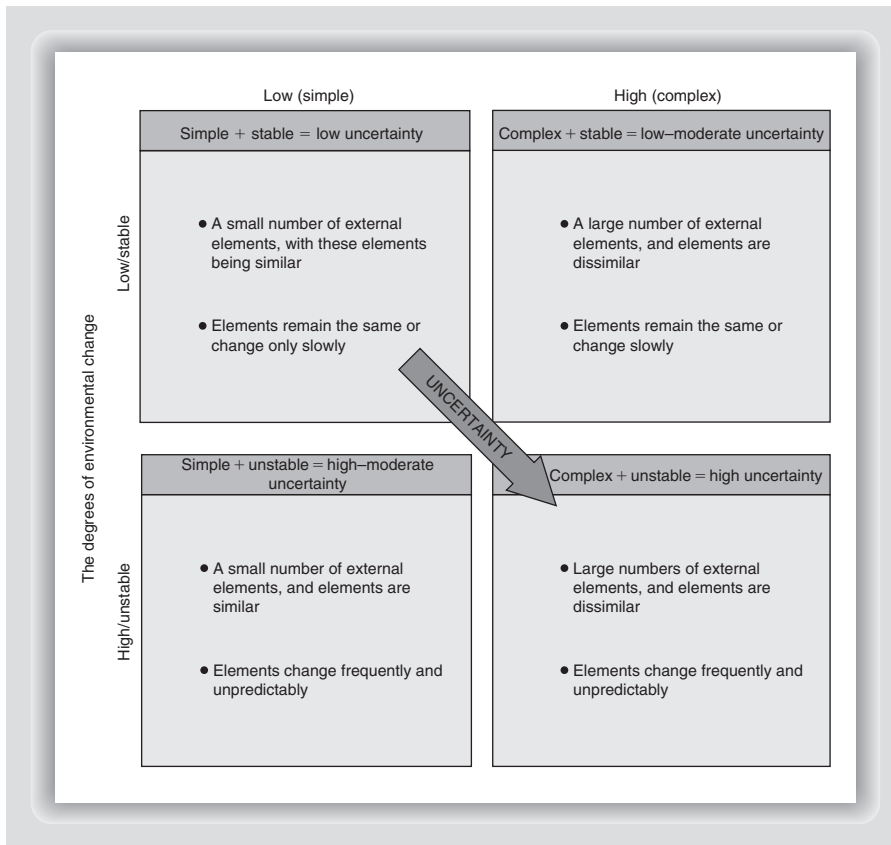 Low (simple)
High (complex)
Simple + stable = low uncertainty
Complex + stable = low–moderate uncertainty
The degrees of environmental change
Low/stable
● A small number of external
elements, with these elements
being similar
● Elements remain the same or
change only slowly
● A large number of external
elements, and elements are
dissimilar
● Elements remain the same or
change slowly
UNCERTAINTY
High/unstable
Simple + unstable = high–moderate
uncertainty
Complex + unstable = high uncertainty
● A small number of external
elements, and elements are
similar
● Elements change frequently and
unpredictably
● Large numbers of external
elements, and elements are
dissimilar
● Elements change frequently and
unpredictably